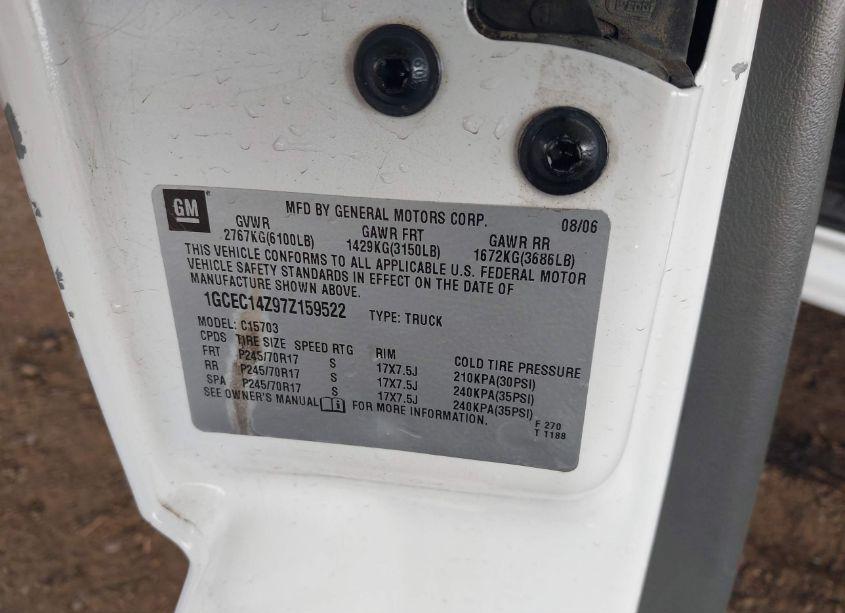 GM
MFD BY GENERAL MOTORS CORP. 08/06
GVWR GAWR FRT GAWR RR
2767KG(6100LB) 1429KG(3150LB) 1672KG(3686LB)
THIS VEHICLE CONFORMS TO ALL APPLICABLE U.S. FEDERAL MOTOR
VEHICLE SAFETY STANDARDS IN EFFECT ON THE DATE OF
MANUFACTURE SHOWN ABOVE.
1GCEC14Z97Z159522 TYPE: TRUCK
MODEL: C15703
CPDS TIRE SIZE SPEED RTG RIM COLD TIRE PRESSURE
FRT P245/70R17 S 17X7.5J 210KPA(30PSI)
RR P245/70R17 S 17X7.5J 240KPA(35PSI)
SPA P245/70R17 S 17X7.5J 240KPA(35PSI)
SEE OWNER'S MANUAL FOR MORE INFORMATION.
F 270
T 1188